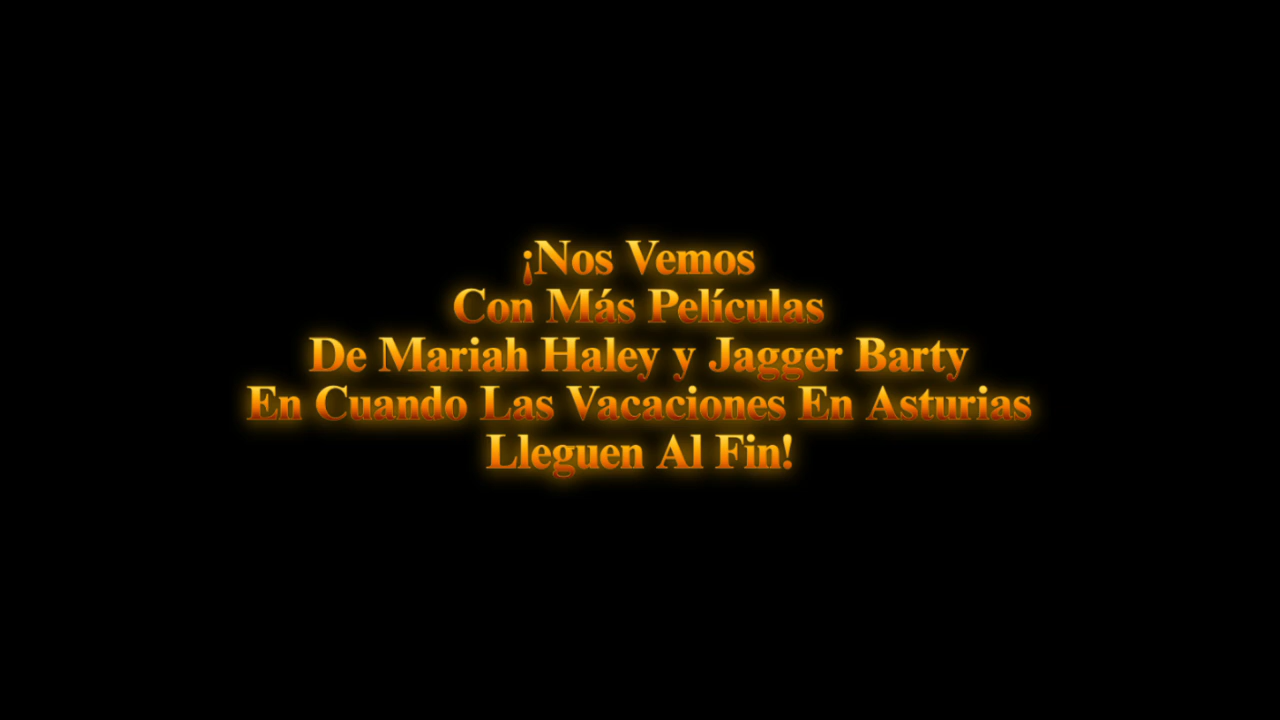 ¡Nos Vemos
Con Más Películas
De Mariah Haley y Jagger Barty
En Cuando Las Vacaciones En Asturias
Lleguen Al Fin!